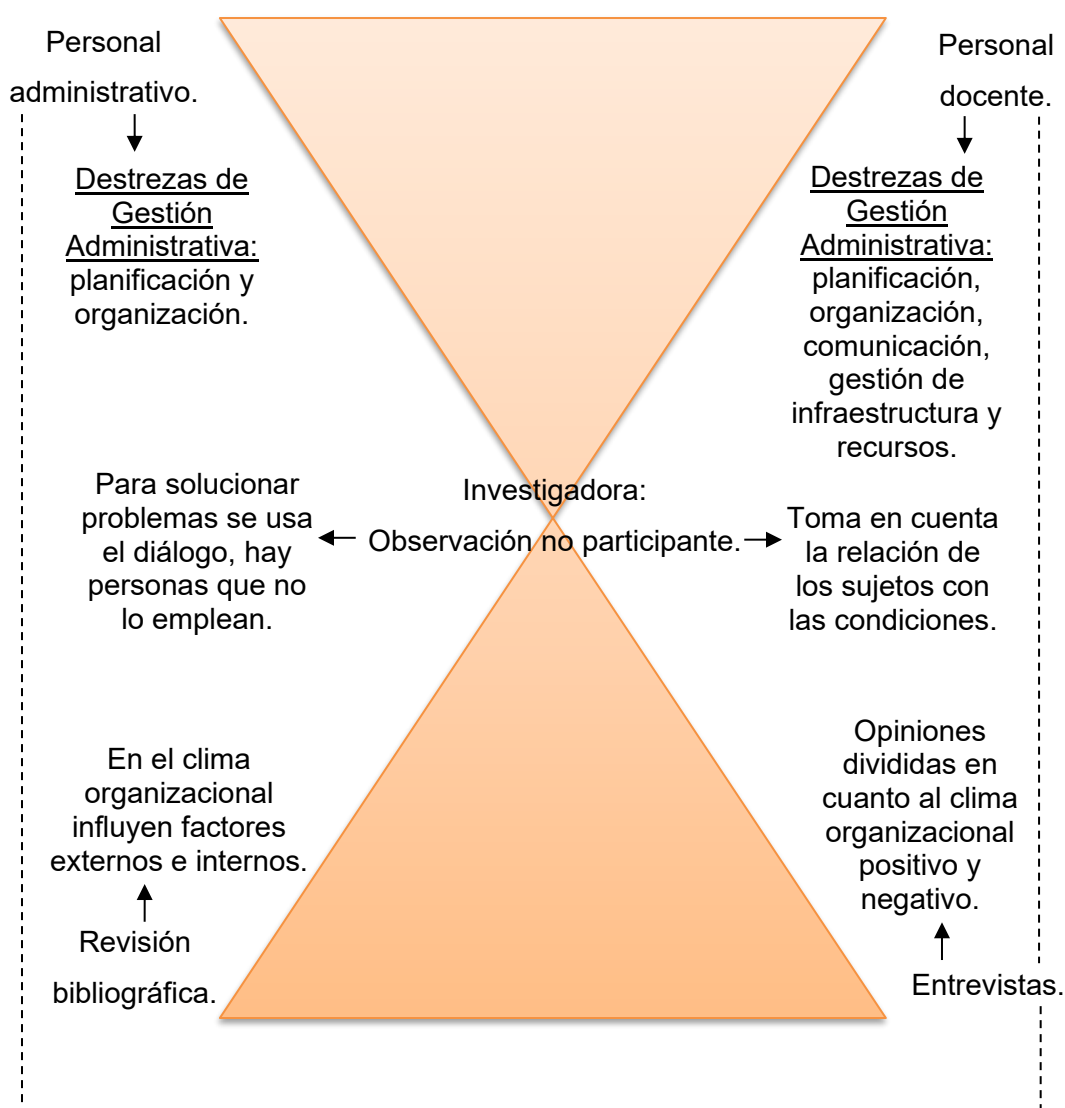 Personal
administrativo.
Destrezas de
Gestión
Administrativa:
planificación y
organización.
Personal
docente.
Destrezas de
Gestión
Administrativa:
planificación,
organización,
comunicación,
gestión de
infraestructura y
recursos.
Para solucionar
problemas se usa
el diálogo, hay
personas que no
lo emplean.
Investigadora:
Observación no participante.
Toma en cuenta
la relación de
los sujetos con
las condiciones.
En el clima
organizacional
influyen factores
externos e internos.
Revisión
bibliográfica.
Opiniones
divididas en
cuanto al clima
organizacional
positivo y
negativo.
Entrevistas.